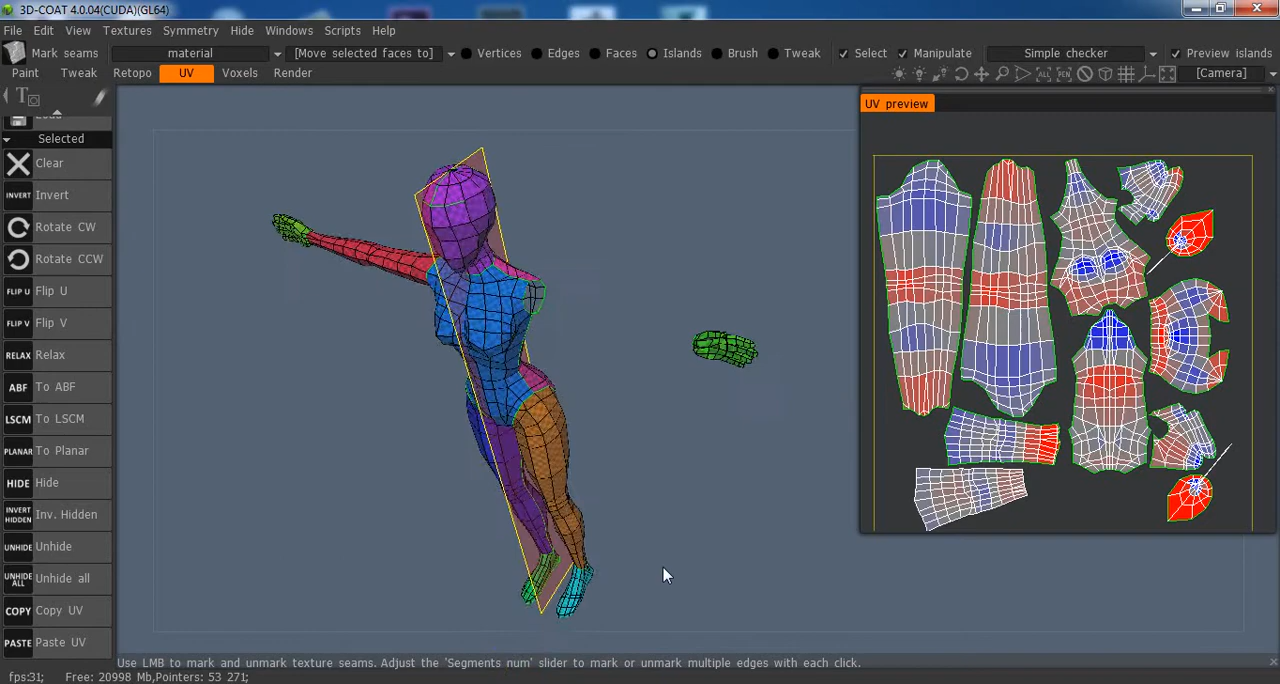 3D-COAT 4.0.04(CUDA)(GL64)
File Edit View Textures Symmetry Hide Windows Scripts Help
Mark seams material [Move selected faces to] Vertices Edges Faces Islands Brush Tweak Select Manipulate Simple checker Preview islands
Paint Tweak Retopo UV Voxels Render [Camera]
ALL PEN
T
UV preview
Selected
Clear
INVERT Invert
Rotate CW
Rotate CCW
FLIP U Flip U
FLIP V Flip V
RELAX Relax
ABF To ABF
LSCM To LSCM
PLANAR To Planar
HIDE Hide
INVERT HIDDEN Inv. Hidden
UNHIDE Unhide
UNHIDE ALL Unhide all
COPY Copy UV
PASTE Paste UV
Use LMB to mark and unmark texture seams. Adjust the 'Segments num' slider to mark or unmark multiple edges with each click.
fps:31; Free: 20998 Mb,Pointers: 53 271;